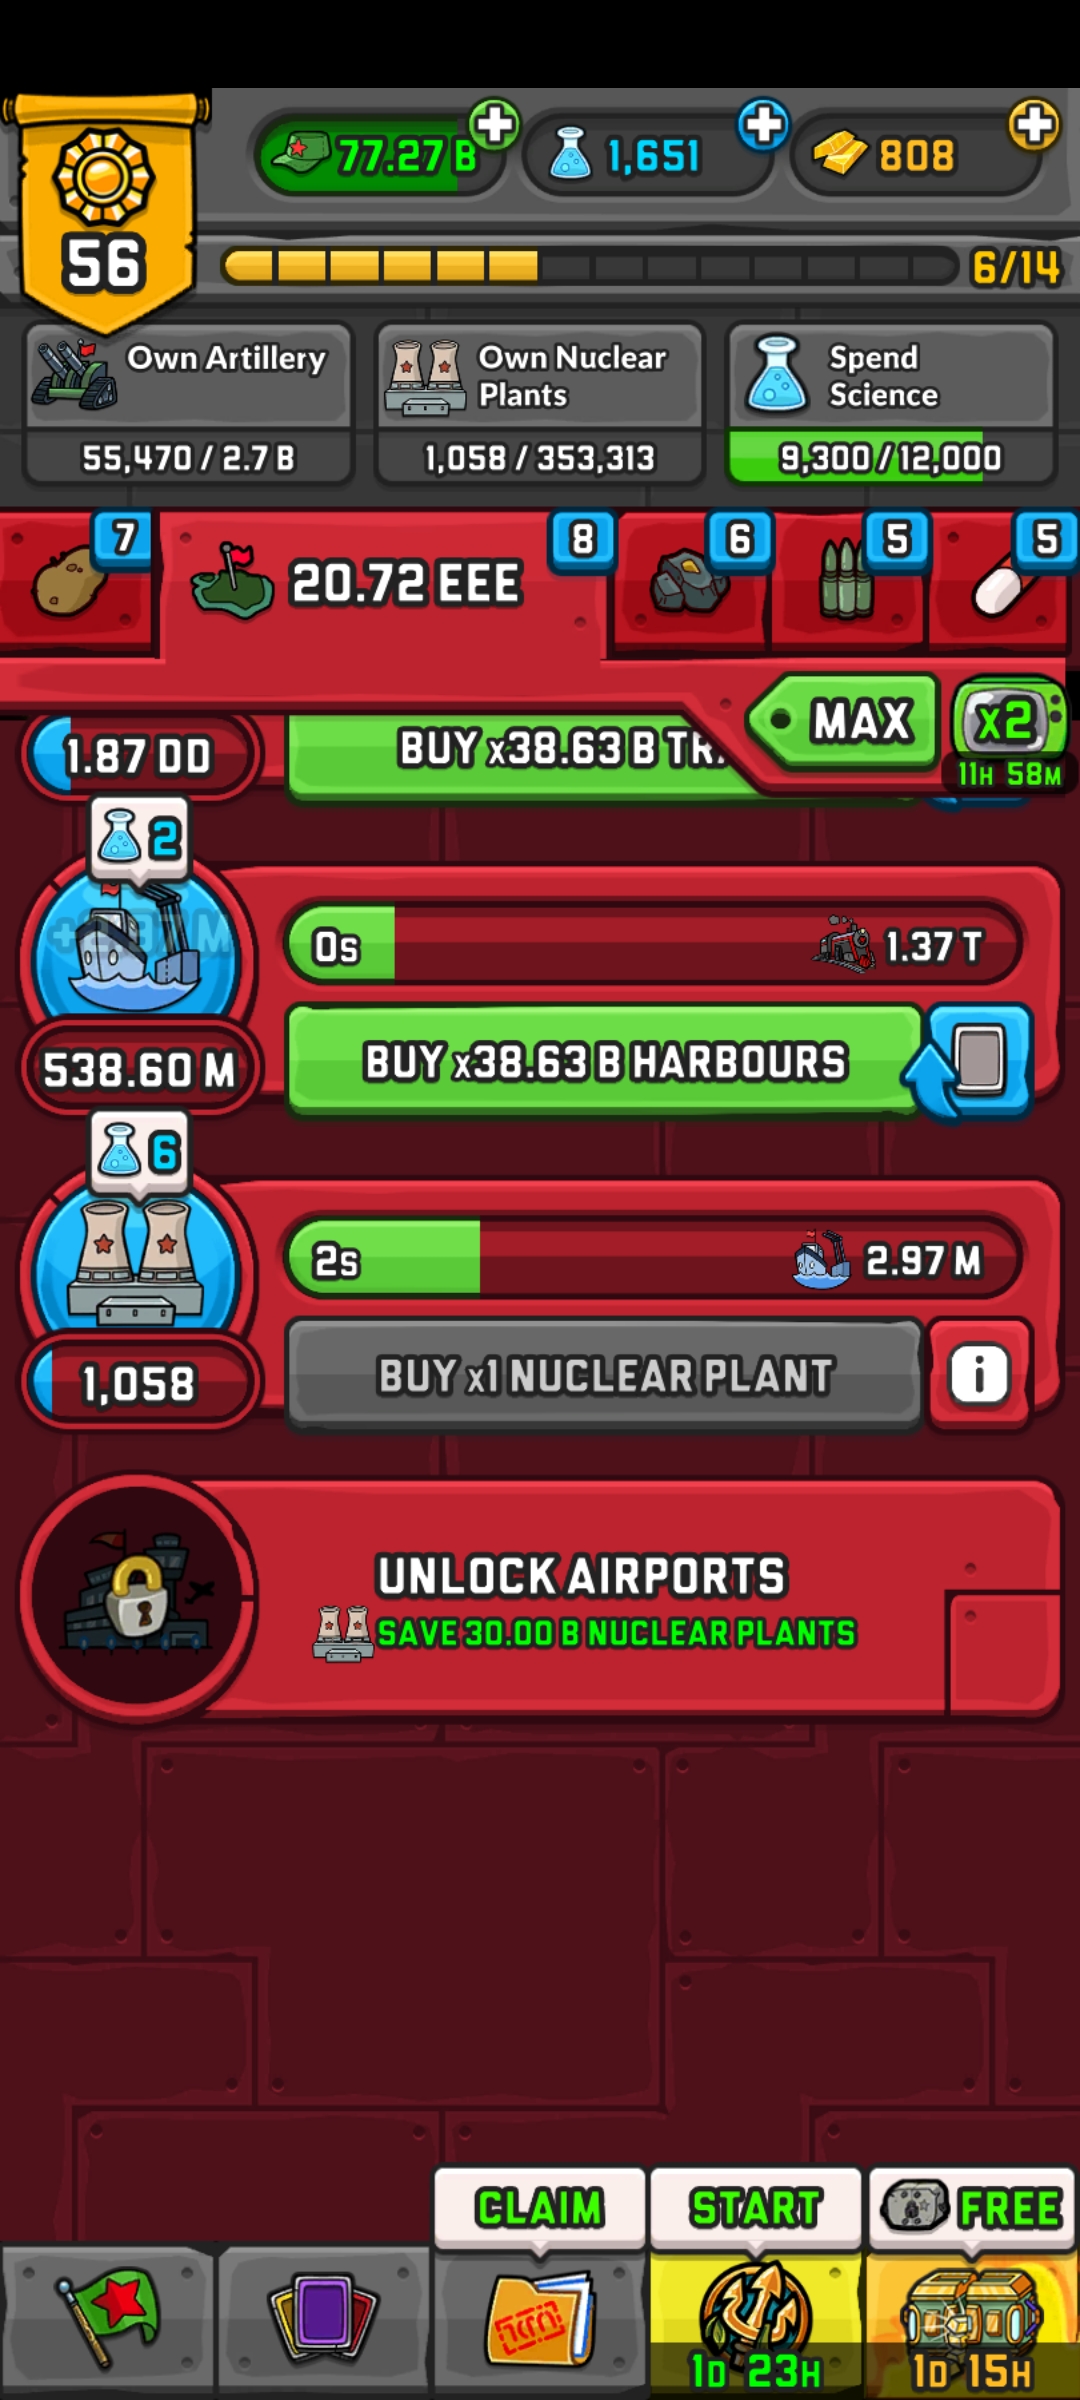 77.27 B
1,651
808
56
6/14
Own Artillery
55,470 / 2.7 B
Own Nuclear
Plants
1,058 / 353,313
Spend
Science
9,300 / 12,000
7
20.72 EEE
8
6
5
5
MAX
x2
11H 58M
1.87 DD
BUY x38.63 B TR
2
+2.97 M
0s
1.37 T
538.60 M
BUY x38.63 B HARBOURS
6
2s
2.97 M
1,058
BUY x1 NUCLEAR PLANT
i
UNLOCK AIRPORTS
SAVE 30.00 B NUCLEAR PLANTS
CLAIM
START
FREE
1D 23H
1D 15H